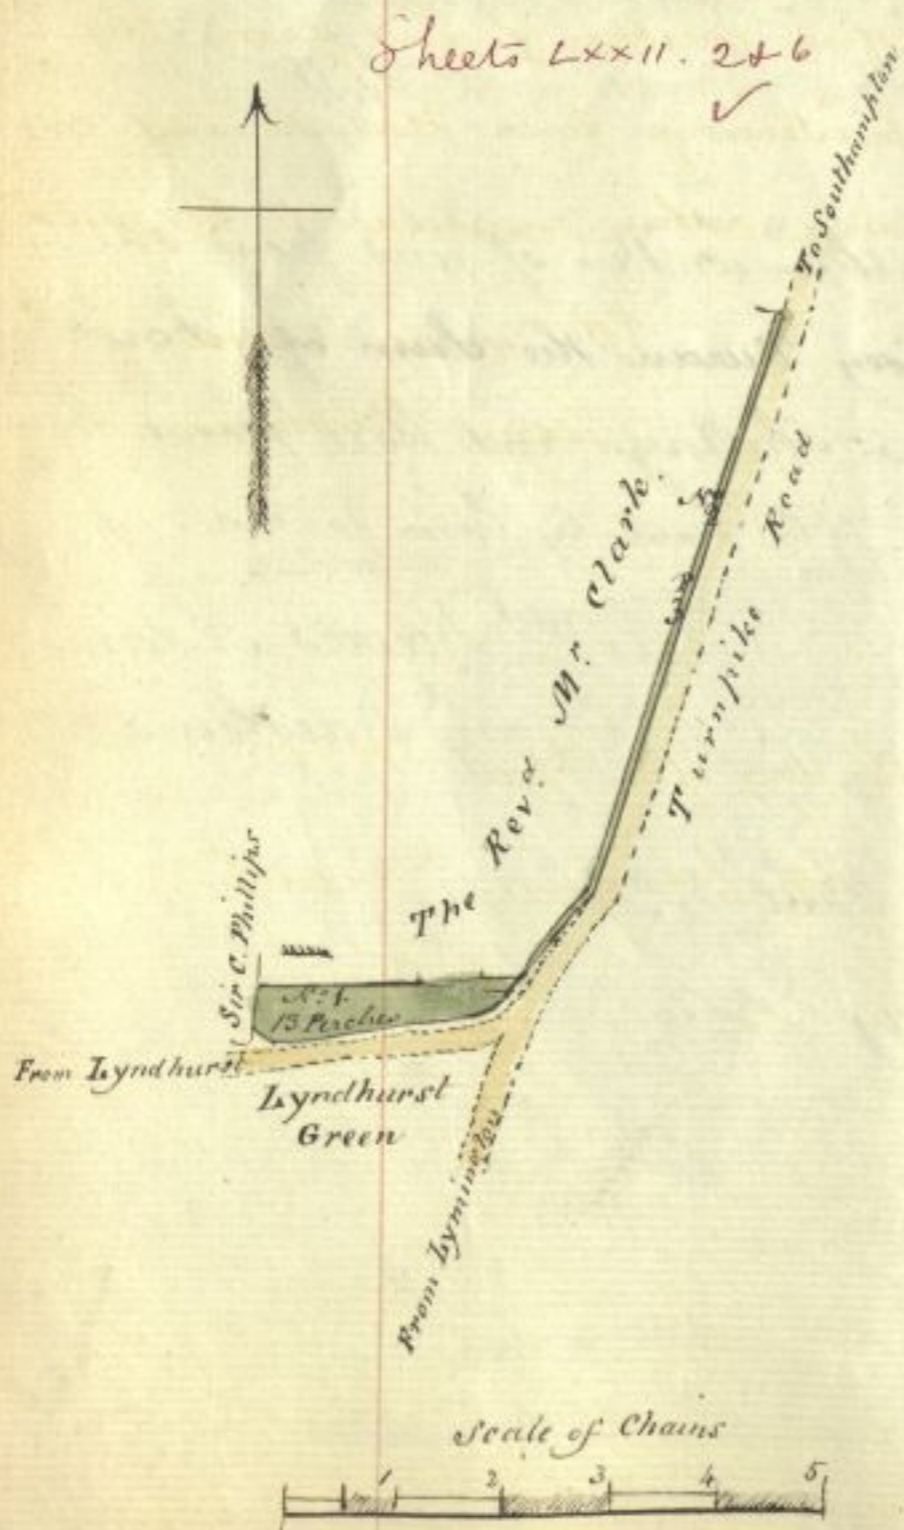 Sheets LXXII. 2 & 6
To Southampton
Turnpike Road
The Revd. Mr. Clark.
Sir C. Phillips
No. 1.
13 Perches
From Lyndhurst
Lyndhurst
Green
From Lymington
Scale of Chains
1 2 3 4 5